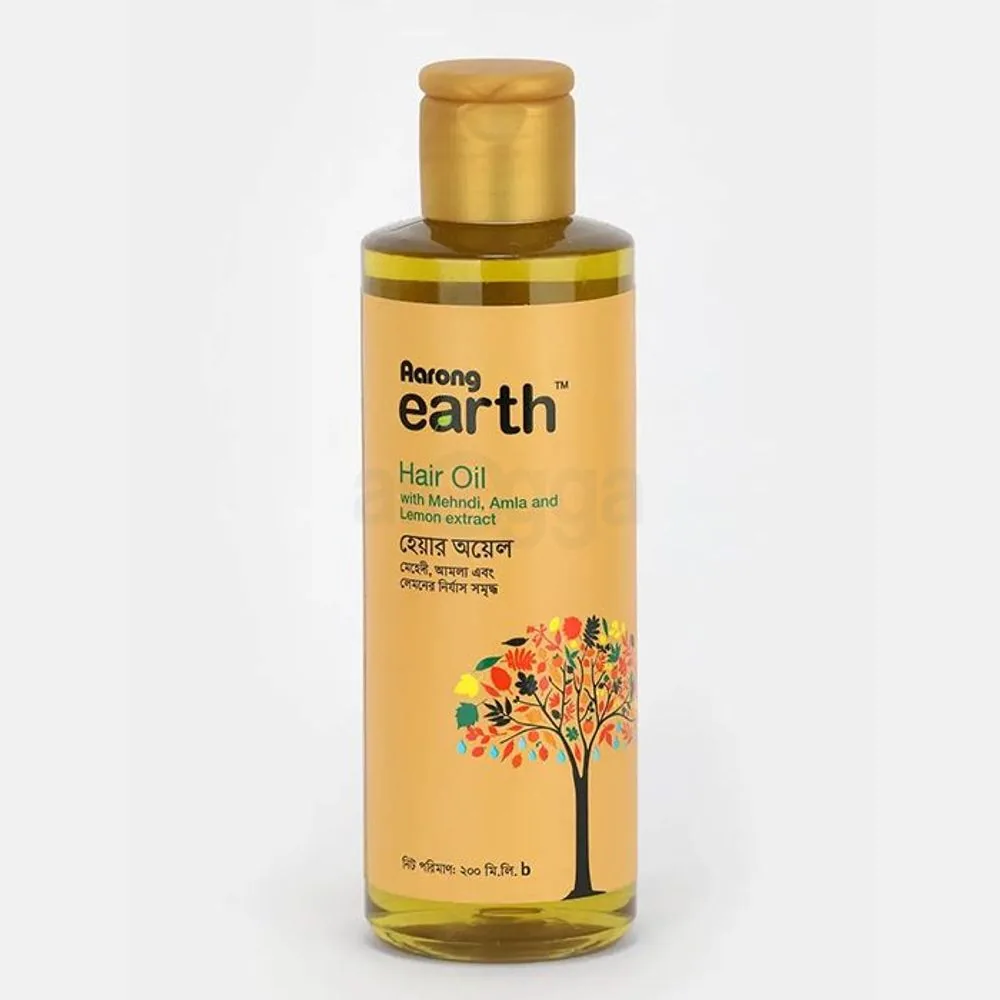 Aarong
earth™
Hair Oil
with Mehndi, Amla and
Lemon extract
হেয়ার অয়েল
মেহেদী, আমলা এবং
লেমনের নির্যাস সমৃদ্ধ
নিট পরিমাণ: ২০০ মি.লি. b